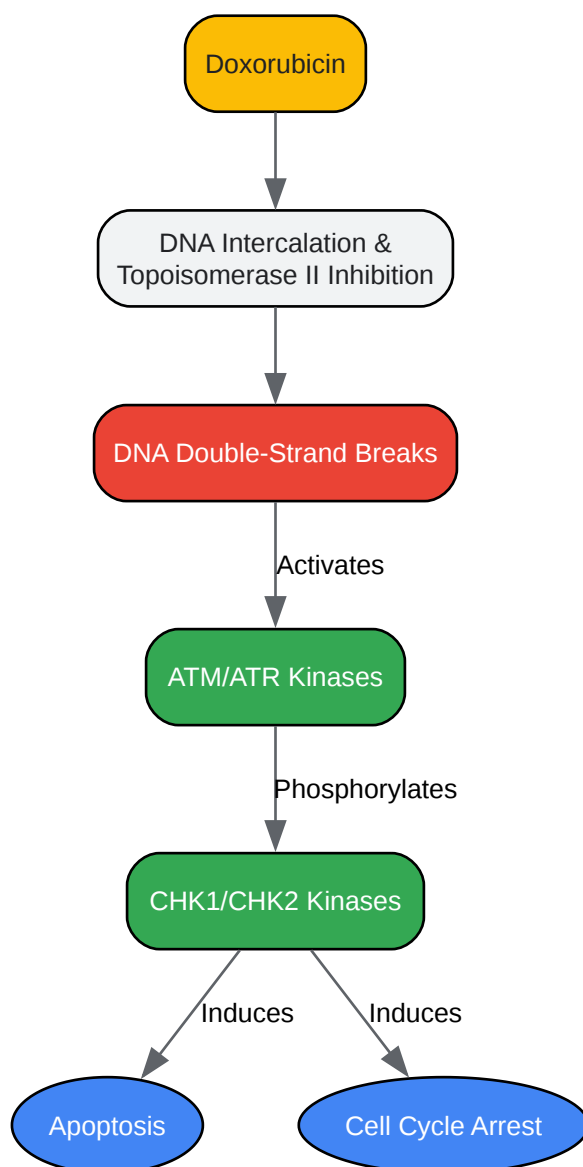 Doxorubicin
DNA Intercalation &
Topoisomerase II Inhibition
DNA Double-Strand Breaks
Activates
ATM/ATR Kinases
Phosphorylates
CHK1/CHK2 Kinases
Induces
Induces
Apoptosis
Cell Cycle Arrest